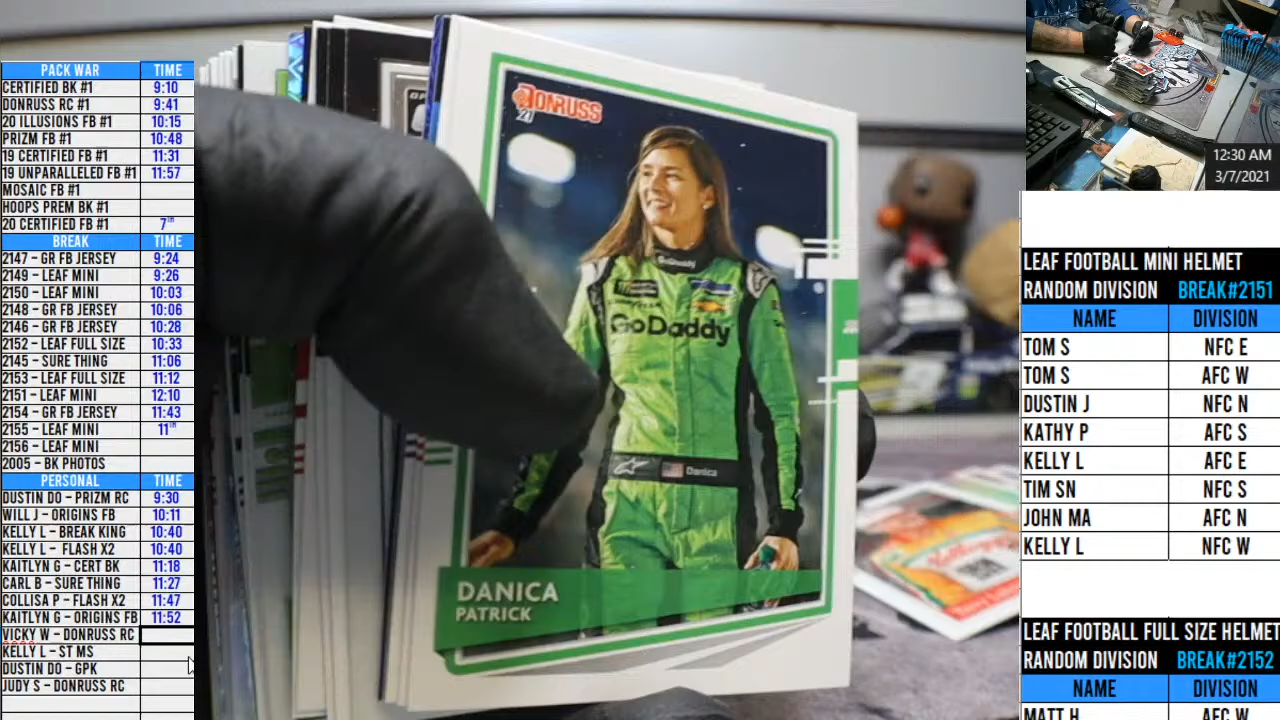 PACK WAR TIME
CERTIFIED BK #1 9:10
DONRUSS RC #1 9:41
20 ILLUSIONS FB #1 10:15
PRIZM FB #1 10:48
19 CERTIFIED FB #1 11:31
19 UNPARALLELED FB #1 11:57
MOSAIC FB #1
HOOPS PREM BK #1
20 CERTIFIED FB #1 7TH
BREAK TIME
2147 – GR FB JERSEY 9:24
2149 – LEAF MINI 9:26
2150 – LEAF MINI 10:03
2148 – GR FB JERSEY 10:06
2146 – GR FB JERSEY 10:28
2152 – LEAF FULL SIZE 10:33
2145 – SURE THING 11:06
2153 – LEAF FULL SIZE 11:12
2151 – LEAF MINI 12:10
2154 – GR FB JERSEY 11:43
2155 – LEAF MINI 11TH
2156 – LEAF MINI
2005 – BK PHOTOS
PERSONAL TIME
DUSTIN DO – PRIZM RC 9:30
WILL J – ORIGINS FB 10:11
KELLY L – BREAK KING 10:40
KELLY L – FLASH X2 10:40
KAITLYN G – CERT BK 11:18
CARL B – SURE THING 11:27
COLLISA P – FLASH X2 11:47
KAITLYN G – ORIGINS FB 11:52
VICKY W – DONRUSS RC
KELLY L – ST MS
DUSTIN DO – GPK
JUDY S – DONRUSS RC
DONRUSS
21
GoDaddy
GoDaddy
Danica
DANICA
PATRICK
12:30 AM
3/7/2021
LEAF FOOTBALL MINI HELMET
RANDOM DIVISION BREAK#2151
NAME DIVISION
TOM S NFC E
TOM S AFC W
DUSTIN J NFC N
KATHY P AFC S
KELLY L AFC E
TIM SN NFC S
JOHN MA AFC N
KELLY L NFC W
LEAF FOOTBALL FULL SIZE HELMET
RANDOM DIVISION BREAK#2152
NAME DIVISION
MATT H AFC W